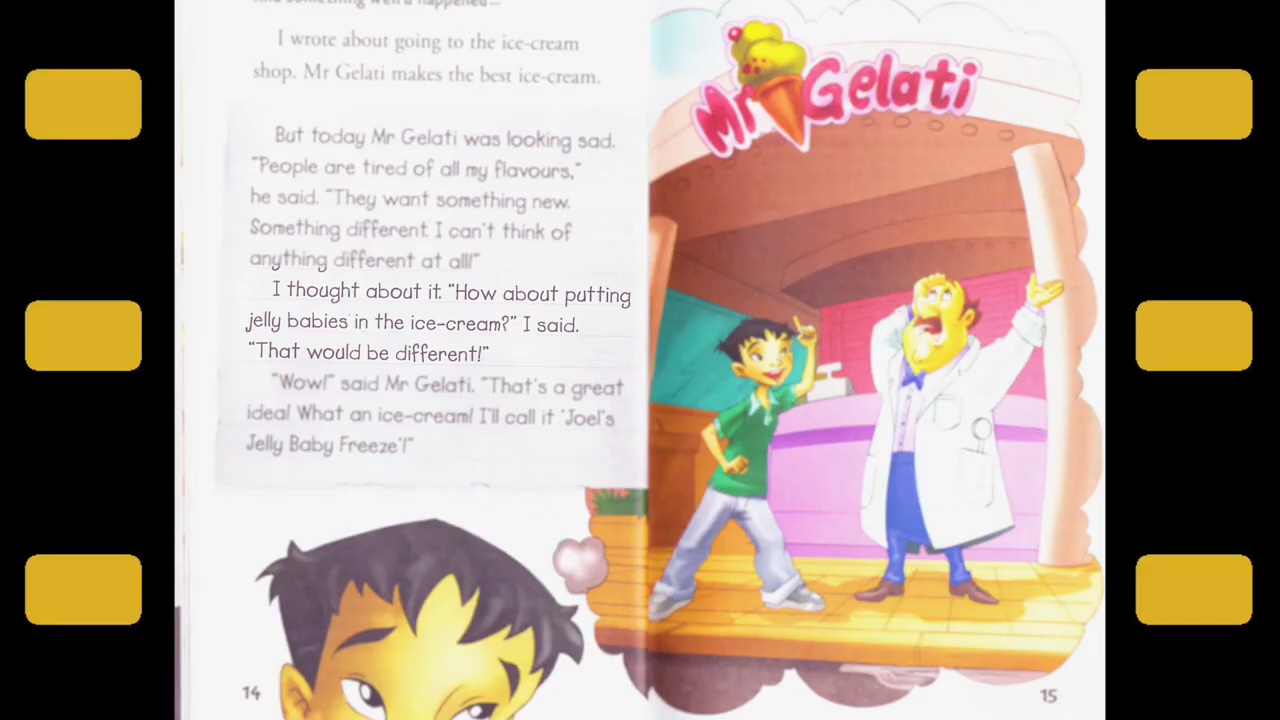 And something weird happened...
I wrote about going to the ice-cream
shop. Mr Gelati makes the best ice-cream.
But today Mr Gelati was looking sad.
"People are tired of all my flavours,"
he said. "They want something new.
Something different. I can't think of
anything different at all!"
I thought about it. "How about putting
jelly babies in the ice-cream?" I said.
"That would be different!"
"Wow!" said Mr Gelati. "That's a great
idea! What an ice-cream! I'll call it 'Joel's
Jelly Baby Freeze'!"
14
Mr Gelati
15